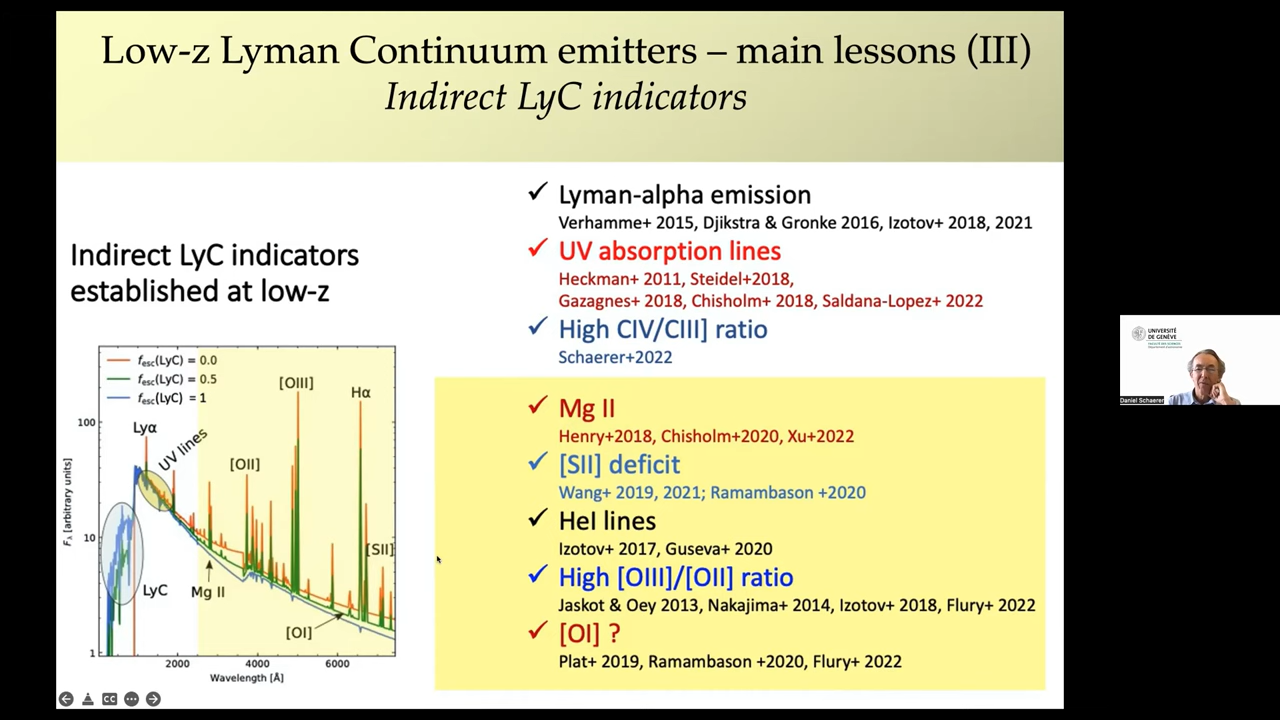 Low-z Lyman Continuum emitters – main lessons (III)
Indirect LyC indicators
Indirect LyC indicators
established at low-z
✓ Lyman-alpha emission
Verhamme+ 2015, Djikstra & Gronke 2016, Izotov+ 2018, 2021
✓ UV absorption lines
Heckman+ 2011, Steidel+2018,
Gazagnes+ 2018, Chisholm+ 2018, Saldana-Lopez+ 2022
✓ High CIV/CIII] ratio
Schaerer+2022
✓ Mg II
Henry+2018, Chisholm+2020, Xu+2022
✓ [SII] deficit
Wang+ 2019, 2021; Ramambason +2020
✓ HeI lines
Izotov+ 2017, Guseva+ 2020
✓ High [OIII]/[OII] ratio
Jaskot & Oey 2013, Nakajima+ 2014, Izotov+ 2018, Flury+ 2022
✓ [OI] ?
Plat+ 2019, Ramambason +2020, Flury+ 2022
fesc(LyC) = 0.0
fesc(LyC) = 0.5
fesc(LyC) = 1
[OIII]
Hα
Lyα
UV lines
[OII]
[SII]
LyC
Mg II
[OI]
100
10
1
Fλ [arbitrary units]
2000 4000 6000
Wavelength [Å]
CC
UNIVERSITÉ
DE GENÈVE
Daniel Schaerer